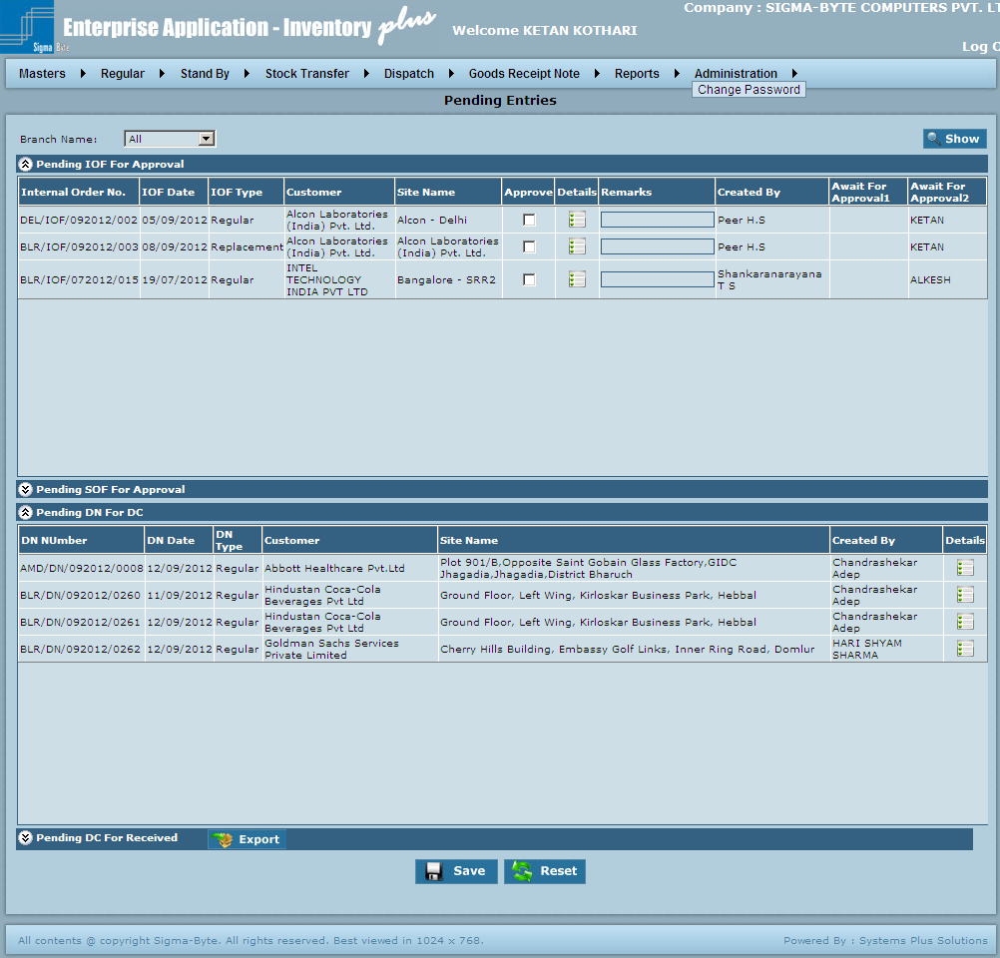 Company : SIGMA-BYTE COMPUTERS PVT.
Enterprise Application - Inventory plus
Welcome KETAN KOTHARI
Sigma Byte
Log
Masters Regular Stand By Stock Transfer Dispatch Goods Receipt Note Reports Administration
Change Password
Pending Entries
Branch Name: All Show
Pending IOF For Approval
Internal Order No. IOF Date IOF Type Customer Site Name Approve Details Remarks Created By Await For Approval1 Await For Approval2
DEL/IOF/092012/002 05/09/2012 Regular Alcon Laboratories (India) Pvt. Ltd. Alcon - Delhi Peer H.S KETAN
BLR/IOF/092012/003 08/09/2012 Replacement Alcon Laboratories (India) Pvt. Ltd. Alcon Laboratories (India) Pvt. Ltd. Peer H.S KETAN
BLR/IOF/072012/015 19/07/2012 Regular INTEL TECHNOLOGY INDIA PVT LTD Bangalore - SRR2 Shankaranarayana T S ALKESH
Pending SOF For Approval
Pending DN For DC
DN NUmber DN Date DN Type Customer Site Name Created By Details
AMD/DN/092012/0008 12/09/2012 Regular Abbott Healthcare Pvt.Ltd Plot 901/B,Opposite Saint Gobain Glass Factory,GIDC Jhagadia,Jhagadia,District Bharuch Chandrashekar Adep
BLR/DN/092012/0260 11/09/2012 Regular Hindustan Coca-Cola Beverages Pvt Ltd Ground Floor, Left Wing, Kirloskar Business Park, Hebbal Chandrashekar Adep
BLR/DN/092012/0261 12/09/2012 Regular Hindustan Coca-Cola Beverages Pvt Ltd Ground Floor, Left Wing, Kirloskar Business Park, Hebbal Chandrashekar Adep
BLR/DN/092012/0262 12/09/2012 Regular Goldman Sachs Services Private Limited Cherry Hills Building, Embassy Golf Links, Inner Ring Road, Domlur HARI SHYAM SHARMA
Pending DC For Received Export
Save Reset
All contents @ copyright Sigma-Byte. All rights reserved. Best viewed in 1024 x 768.
Powered By : Systems Plus Solutions